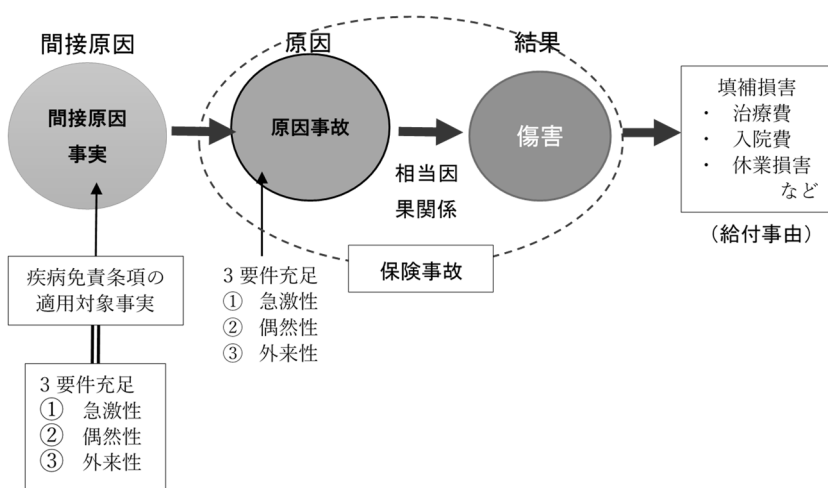 間接原因
間接原因
事実
疾病免責条項の
適用対象事実
3 要件充足
① 急激性
② 偶然性
③ 外来性
原因
原因事故
3 要件充足
① 急激性
② 偶然性
③ 外来性
相当因
果関係
結果
傷害
保険事故
填補損害
・ 治療費
・ 入院費
・ 休業損害
など
（給付事由）